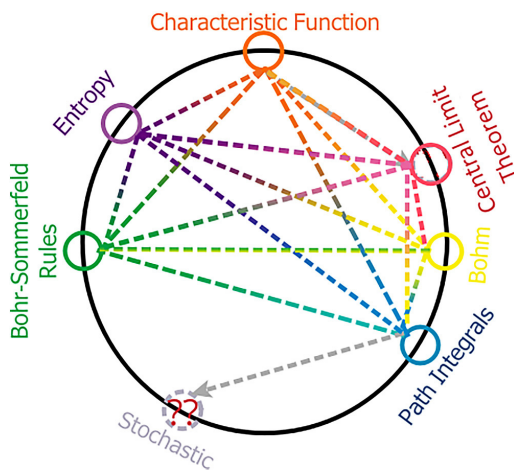 Characteristic Function
Entropy
Central Limit
Theorem
Bohr-Sommerfeld
Rules
Bohm
Path Integrals
??
Stochastic